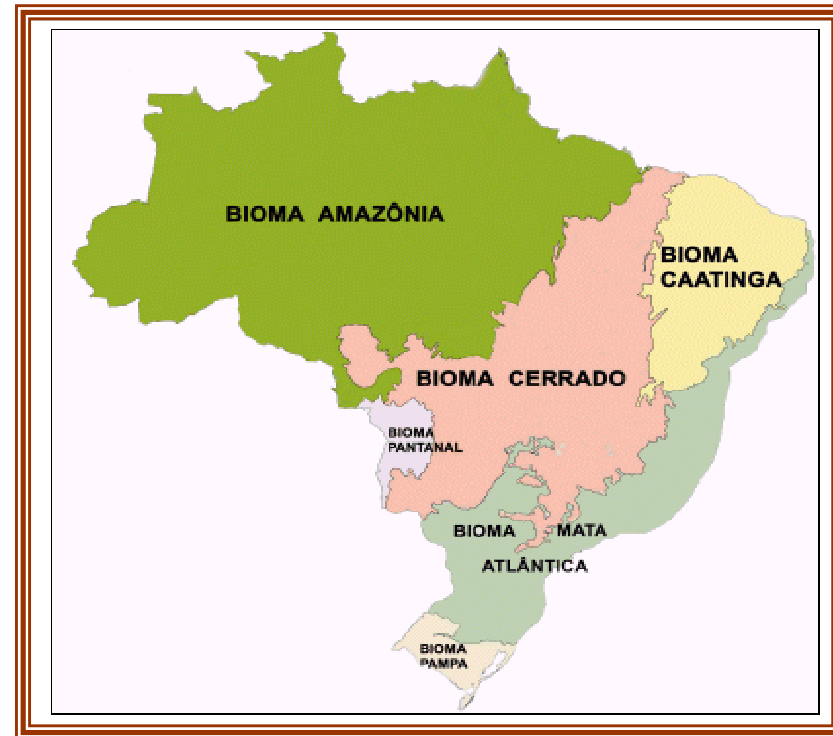 BIOMA AMAZÔNIA
BIOMA
CAATINGA
BIOMA CERRADO
BIOMA
PANTANAL
BIOMA MATA
ATLÂNTICA
BIOMA
PAMPA